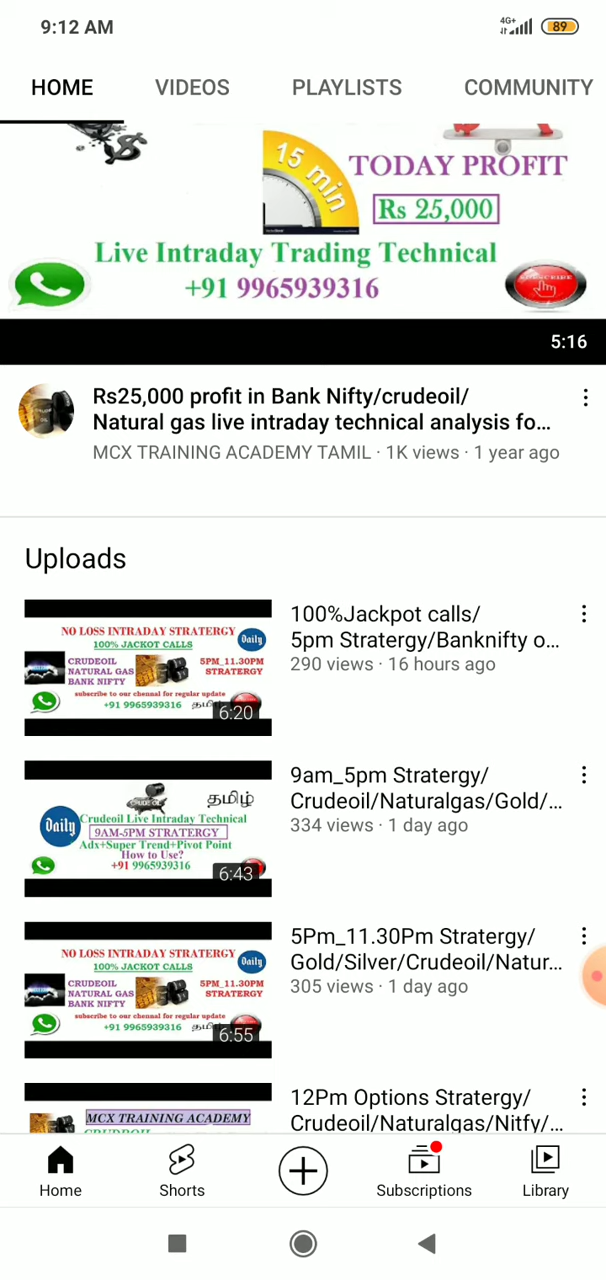 9:12 AM
4G+
89
HOME
VIDEOS
PLAYLISTS
COMMUNITY
15 min
TODAY PROFIT
Rs 25,000
Live Intraday Trading Technical
+91 9965939316
SUBSCRIBE
5:16
Rs25,000 profit in Bank Nifty/crudeoil/
Natural gas live intraday technical analysis fo...
MCX TRAINING ACADEMY TAMIL · 1K views · 1 year ago
Uploads
NO LOSS INTRADAY STRATERGY
100% JACKOT CALLS
Daily
CRUDEOIL
NATURAL GAS
BANK NIFTY
5PM_11.30PM
STRATERGY
subscribe to our chennal for regular update
+91 9965939316
6:20
100%Jackpot calls/
5pm Stratergy/Banknifty o...
290 views · 16 hours ago
CRUDE OIL
தமிழ்
Daily
Crudeoil Live Intraday Technical
9AM-5PM STRATERGY
Adx+Super Trend+Pivot Point
How to Use?
+91 9965939316
6:43
9am_5pm Stratergy/
Crudeoil/Naturalgas/Gold/...
334 views · 1 day ago
NO LOSS INTRADAY STRATERGY
100% JACKOT CALLS
Daily
CRUDEOIL
NATURAL GAS
BANK NIFTY
5PM_11.30PM
STRATERGY
subscribe to our chennal for regular update
+91 9965939316
6:55
5Pm_11.30Pm Stratergy/
Gold/Silver/Crudeoil/Natur...
305 views · 1 day ago
MCX TRAINING ACADEMY
12Pm Options Stratergy/
Crudeoil/Naturalgas/Nitfy/...
Home
Shorts
Subscriptions
Library